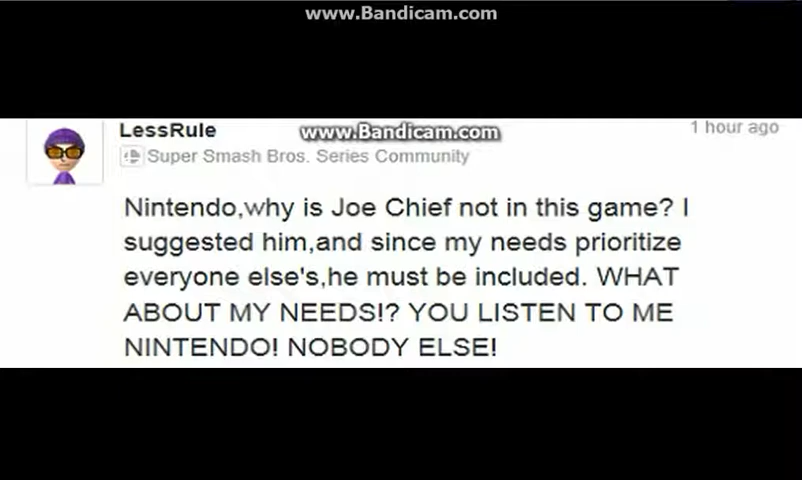 www.Bandicam.com
LessRule
www.Bandicam.com
1 hour ago
Super Smash Bros. Series Community
Nintendo,why is Joe Chief not in this game? I
suggested him,and since my needs prioritize
everyone else's,he must be included. WHAT
ABOUT MY NEEDS!? YOU LISTEN TO ME
NINTENDO! NOBODY ELSE!